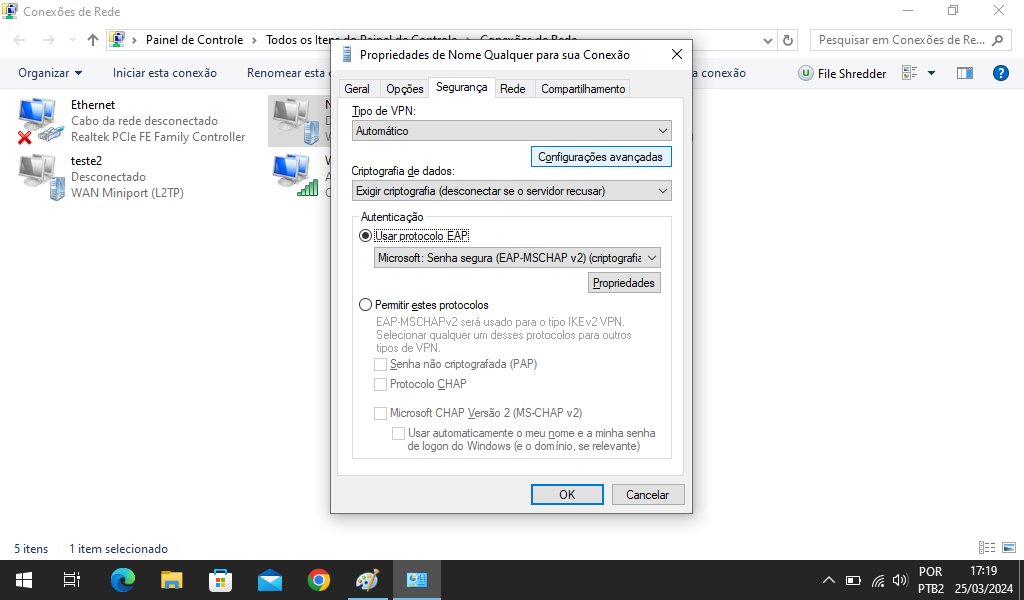 Conexões de Rede
Painel de Controle
Todos os Itens do Painel de Controle
Conexões de Rede
Pesquisar em Conexões de Re...
Organizar
Iniciar esta conexão
Renomear esta
a conexão
File Shredder
Ethernet
Cabo da rede desconectado
Realtek PCIe FE Family Controller
teste2
Desconectado
WAN Miniport (L2TP)
Propriedades de Nome Qualquer para sua Conexão
Geral
Opções
Segurança
Rede
Compartilhamento
Tipo de VPN:
Automático
Configurações avançadas
Criptografia de dados:
Exigir criptografia (desconectar se o servidor recusar)
Autenticação
Usar protocolo EAP
Microsoft: Senha segura (EAP-MSCHAP v2) (criptografia
Propriedades
Permitir estes protocolos
EAP-MSCHAPv2 será usado para o tipo IKEv2 VPN.
Selecionar qualquer um desses protocolos para outros
tipos de VPN.
Senha não criptografada (PAP)
Protocolo CHAP
Microsoft CHAP Versão 2 (MS-CHAP v2)
Usar automaticamente o meu nome e a minha senha
de logon do Windows (e o domínio, se relevante)
OK
Cancelar
5 itens
1 item selecionado
POR
PTB2
17:19
25/03/2024